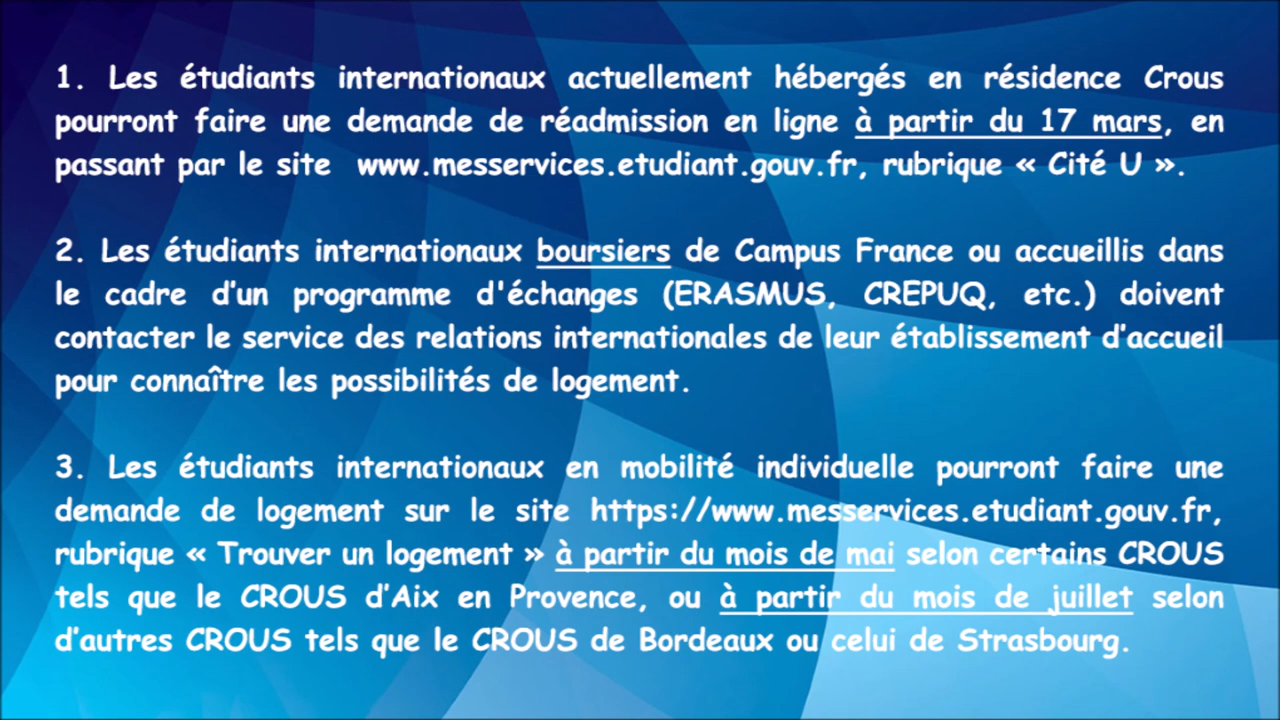 1. Les étudiants internationaux actuellement hébergés en résidence Crous
pourront faire une demande de réadmission en ligne à partir du 17 mars, en
passant par le site www.messervices.etudiant.gouv.fr, rubrique « Cité U ».
2. Les étudiants internationaux boursiers de Campus France ou accueillis dans
le cadre d’un programme d'échanges (ERASMUS, CREPUQ, etc.) doivent
contacter le service des relations internationales de leur établissement d’accueil
pour connaître les possibilités de logement.
3. Les étudiants internationaux en mobilité individuelle pourront faire une
demande de logement sur le site https://www.messervices.etudiant.gouv.fr,
rubrique « Trouver un logement » à partir du mois de mai selon certains CROUS
tels que le CROUS d’Aix en Provence, ou à partir du mois de juillet selon
d’autres CROUS tels que le CROUS de Bordeaux ou celui de Strasbourg.